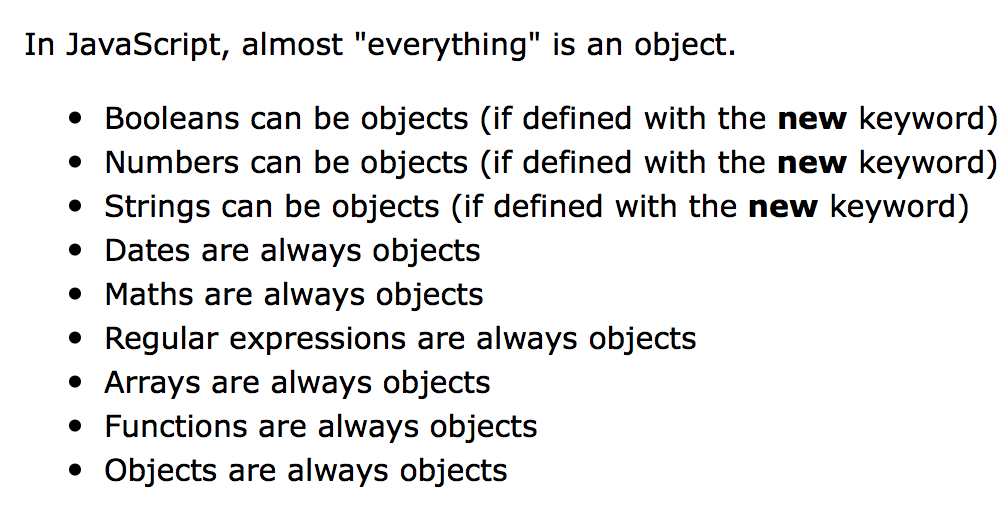 In JavaScript, almost "everything" is an object.
• Booleans can be objects (if defined with the new keyword)
• Numbers can be objects (if defined with the new keyword)
• Strings can be objects (if defined with the new keyword)
• Dates are always objects
• Maths are always objects
• Regular expressions are always objects
• Arrays are always objects
• Functions are always objects
• Objects are always objects